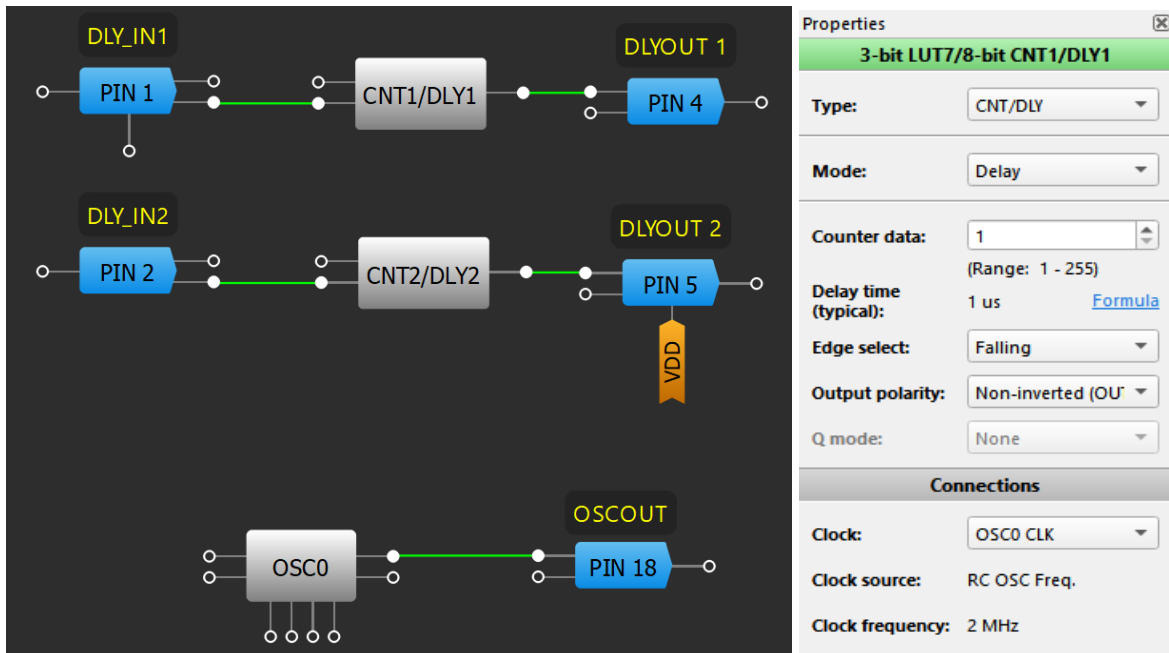 DLY_IN1
DLYOUT 1
PIN 1
CNT1/DLY1
PIN 4
DLY_IN2
DLYOUT 2
PIN 2
CNT2/DLY2
PIN 5
VDD
OSCOUT
OSC0
PIN 18
Properties
3-bit LUT7/8-bit CNT1/DLY1
Type: CNT/DLY
Mode: Delay
Counter data: 1
(Range: 1 - 255)
Delay time
(typical): 1 us Formula
Edge select: Falling
Output polarity: Non-inverted (OU
Q mode: None
Connections
Clock: OSC0 CLK
Clock source: RC OSC Freq.
Clock frequency: 2 MHz